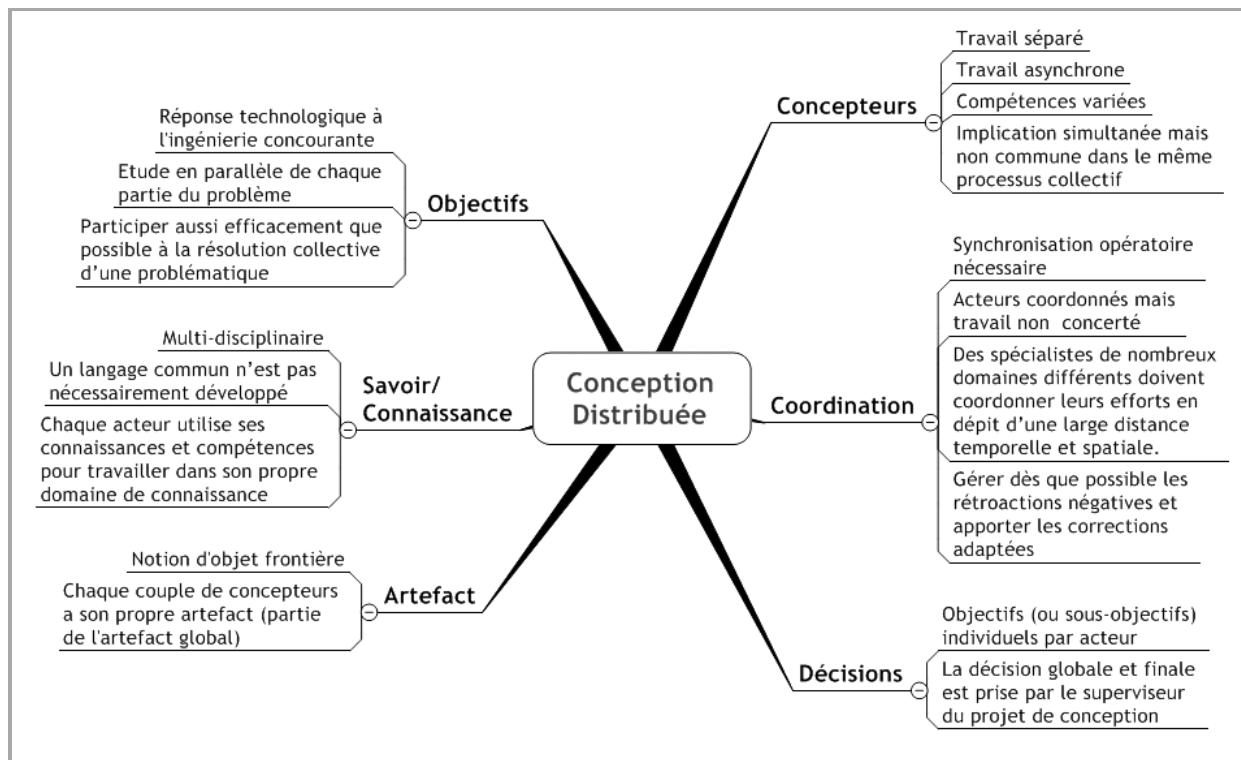 Conception
Distribuée
Concepteurs
Travail séparé
Travail asynchrone
Compétences variées
Implication simultanée mais
non commune dans le même
processus collectif
Coordination
Synchronisation opératoire
nécessaire
Acteurs coordonnés mais
travail non concerté
Des spécialistes de nombreux
domaines différents doivent
coordonner leurs efforts en
dépit d’une large distance
temporelle et spatiale.
Gérer dès que possible les
rétroactions négatives et
apporter les corrections
adaptées
Décisions
Objectifs (ou sous-objectifs)
individuels par acteur
La décision globale et finale
est prise par le superviseur
du projet de conception
Objectifs
Réponse technologique à
l'ingénierie concourante
Etude en parallèle de chaque
partie du problème
Participer aussi efficacement que
possible à la résolution collective
d’une problématique
Savoir/
Connaissance
Multi-disciplinaire
Un langage commun n’est pas
nécessairement développé
Chaque acteur utilise ses
connaissances et compétences
pour travailler dans son propre
domaine de connaissance
Artefact
Notion d'objet frontière
Chaque couple de concepteurs
a son propre artefact (partie
de l'artefact global)